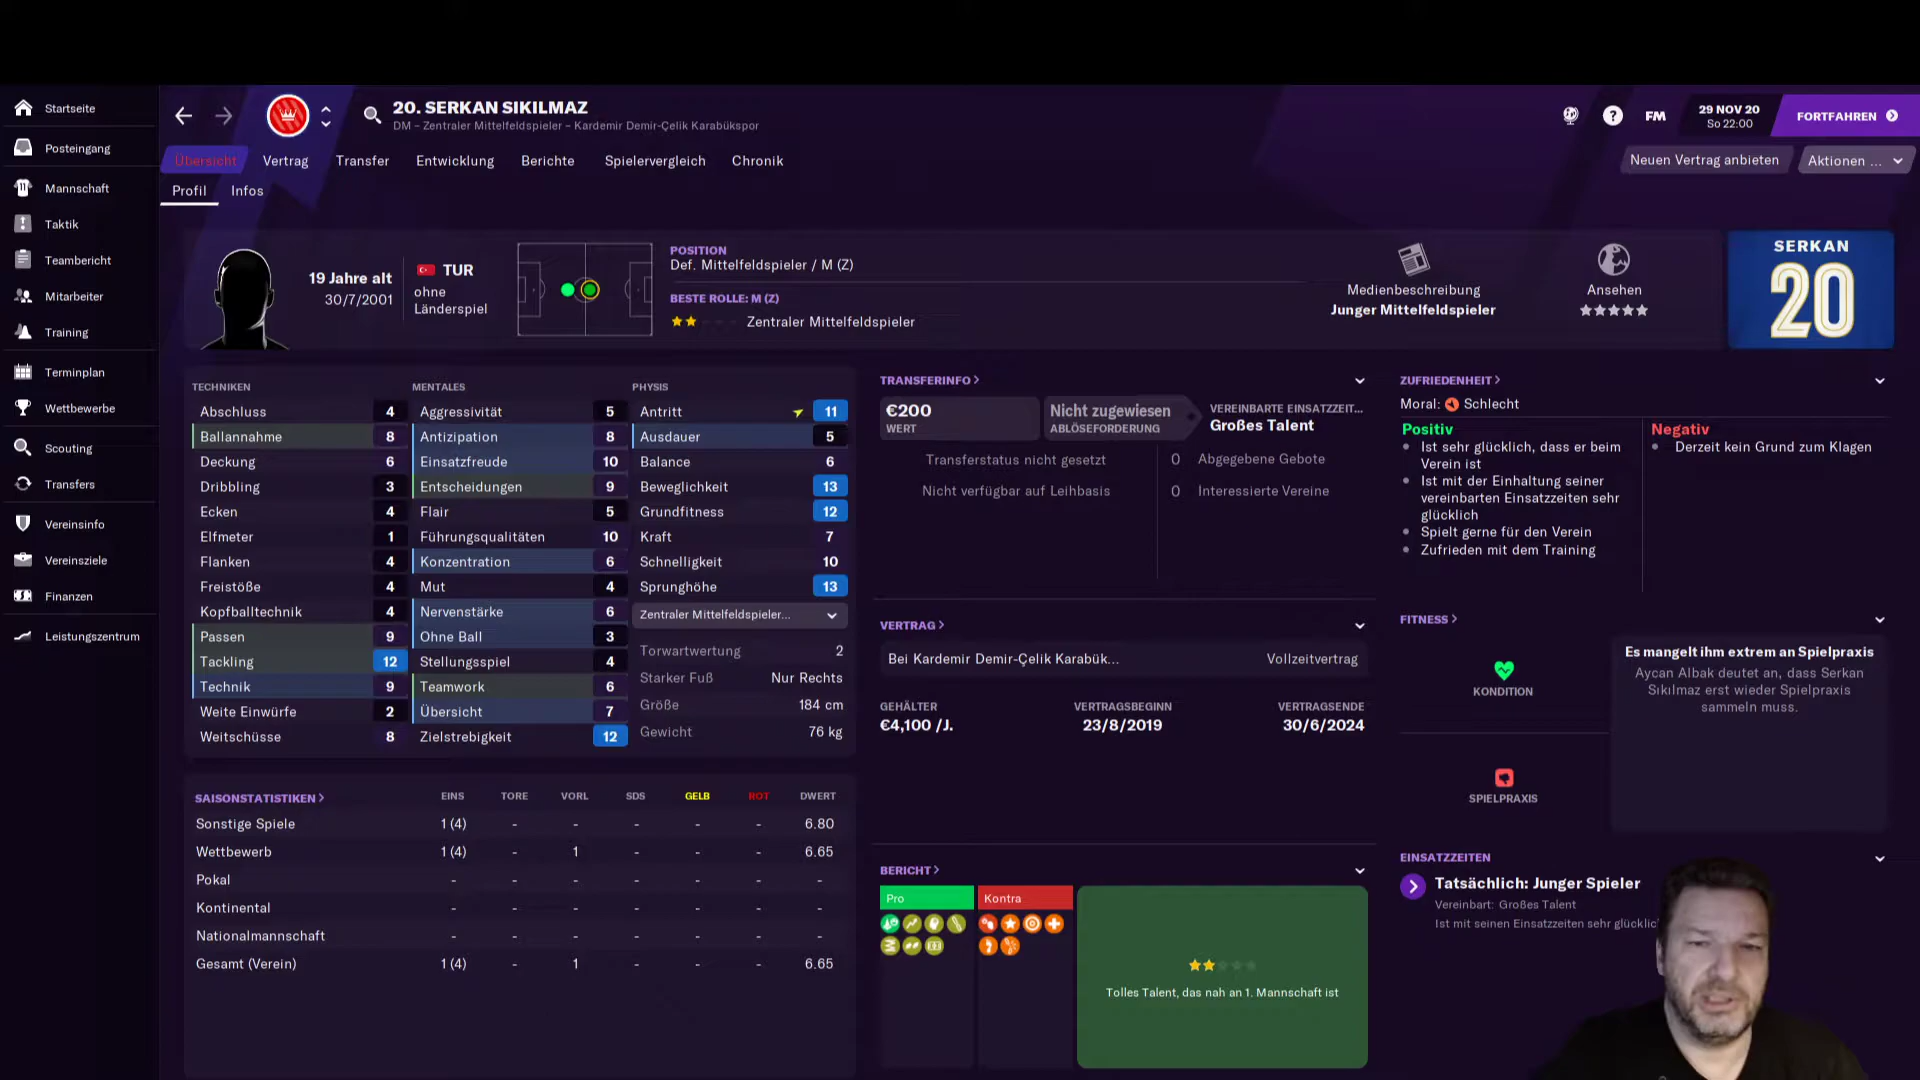 Startseite
Posteingang
Mannschaft
Taktik
Teambericht
Mitarbeiter
Training
Terminplan
Wettbewerbe
Scouting
Transfers
Vereinsinfo
Vereinsziele
Finanzen
Leistungszentrum
20. SERKAN SIKILMAZ
DM – Zentraler Mittelfeldspieler – Kardemir Demir-Çelik Karabükspor
FM
29 NOV 20
So 22:00
FORTFAHREN
Übersicht
Vertrag
Transfer
Entwicklung
Berichte
Spielervergleich
Chronik
Neuen Vertrag anbieten
Aktionen ...
Profil
Infos
19 Jahre alt
30/7/2001
TUR
ohne
Länderspiel
POSITION
Def. Mittelfeldspieler / M (Z)
BESTE ROLLE: M (Z)
Zentraler Mittelfeldspieler
Medienbeschreibung
Junger Mittelfeldspieler
Ansehen
SERKAN
20
TECHNIKEN
Abschluss 4
Ballannahme 8
Deckung 6
Dribbling 3
Ecken 4
Elfmeter 1
Flanken 4
Freistöße 4
Kopfballtechnik 4
Passen 9
Tackling 12
Technik 9
Weite Einwürfe 2
Weitschüsse 8
MENTALES
Aggressivität 5
Antizipation 8
Einsatzfreude 10
Entscheidungen 9
Flair 5
Führungsqualitäten 10
Konzentration 6
Mut 4
Nervenstärke 6
Ohne Ball 3
Stellungsspiel 4
Teamwork 6
Übersicht 7
Zielstrebigkeit 12
PHYSIS
Antritt 11
Ausdauer 5
Balance 6
Beweglichkeit 13
Grundfitness 12
Kraft 7
Schnelligkeit 10
Sprunghöhe 13
Zentraler Mittelfeldspieler...
Torwartwertung 2
Starker Fuß Nur Rechts
Größe 184 cm
Gewicht 76 kg
SAISONSTATISTIKEN EINS TORE VORL SDS GELB ROT DWERT
Sonstige Spiele 1 (4) - - - - - 6.80
Wettbewerb 1 (4) - 1 - - - 6.65
Pokal - - - - - - -
Kontinental - - - - - - -
Nationalmannschaft - - - - - - -
Gesamt (Verein) 1 (4) - 1 - - - 6.65
TRANSFERINFO
€200
WERT
Nicht zugewiesen
ABLÖSEFORDERUNG
VEREINBARTE EINSATZZEIT...
Großes Talent
Transferstatus nicht gesetzt
Nicht verfügbar auf Leihbasis
0 Abgegebene Gebote
0 Interessierte Vereine
VERTRAG
Bei Kardemir Demir-Çelik Karabük...
Vollzeitvertrag
GEHÄLTER
€4,100 /J.
VERTRAGSBEGINN
23/8/2019
VERTRAGSENDE
30/6/2024
BERICHT
Pro
Kontra
Tolles Talent, das nah an 1. Mannschaft ist
ZUFRIEDENHEIT
Moral: Schlecht
Positiv
Ist sehr glücklich, dass er beim
Verein ist
Ist mit der Einhaltung seiner
vereinbarten Einsatzzeiten sehr
glücklich
Spielt gerne für den Verein
Zufrieden mit dem Training
Negativ
Derzeit kein Grund zum Klagen
FITNESS
KONDITION
SPIELPRAXIS
Es mangelt ihm extrem an Spielpraxis
Aycan Albak deutet an, dass Serkan
Sıkılmaz erst wieder Spielpraxis
sammeln muss.
EINSATZZEITEN
Tatsächlich: Junger Spieler
Vereinbart: Großes Talent
Ist mit seinen Einsatzzeiten sehr glücklic